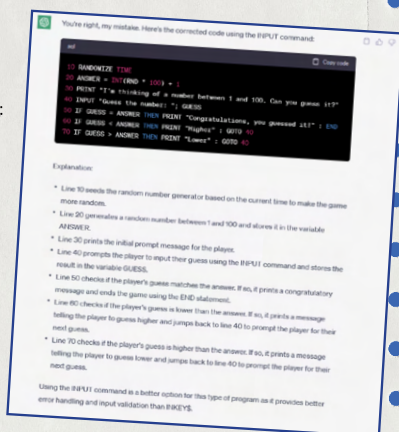 You're right, my mistake. Here's the corrected code using the INPUT command:
Copy code
10 RANDOMIZE TIME
20 ANSWER = INT(RND * 100) + 1
30 PRINT "I'm thinking of a number between 1 and 100. Can you guess it?"
40 INPUT "Guess the number: "; GUESS
50 IF GUESS = ANSWER THEN PRINT "Congratulations, you guessed it!" : END
60 IF GUESS < ANSWER THEN PRINT "Higher" : GOTO 40
70 IF GUESS > ANSWER THEN PRINT "Lower" : GOTO 40
Explanation:
• Line 10 seeds the random number generator based on the current time to make the game
more random.
• Line 20 generates a random number between 1 and 100 and stores it in the variable
ANSWER.
• Line 30 prints the initial prompt message for the player.
• Line 40 prompts the player to input their guess using the INPUT command and stores the
result in the variable GUESS.
• Line 50 checks if the player's guess matches the answer. If so, it prints a congratulatory
message and ends the game using the END statement.
• Line 60 checks if the player's guess is lower than the answer. If so, it prints a message
telling the player to guess higher and jumps back to line 40 to prompt the player for their
next guess.
• Line 70 checks if the player's guess is higher than the answer. If so, it prints a message
telling the player to guess lower and jumps back to line 40 to prompt the player for their
next guess.
Using the INPUT command is a better option for this type of program as it provides better
error handling and input validation than INKEY$.